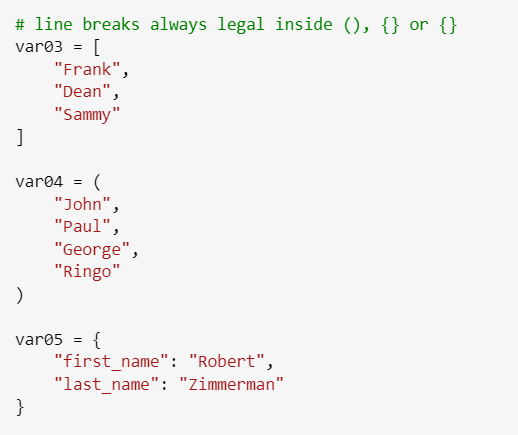 # line breaks always legal inside (), {} or {}
var03 = [
    "Frank",
    "Dean",
    "Sammy"
]

var04 = (
    "John",
    "Paul",
    "George",
    "Ringo"
)

var05 = {
    "first_name": "Robert",
    "last_name": "Zimmerman"
}